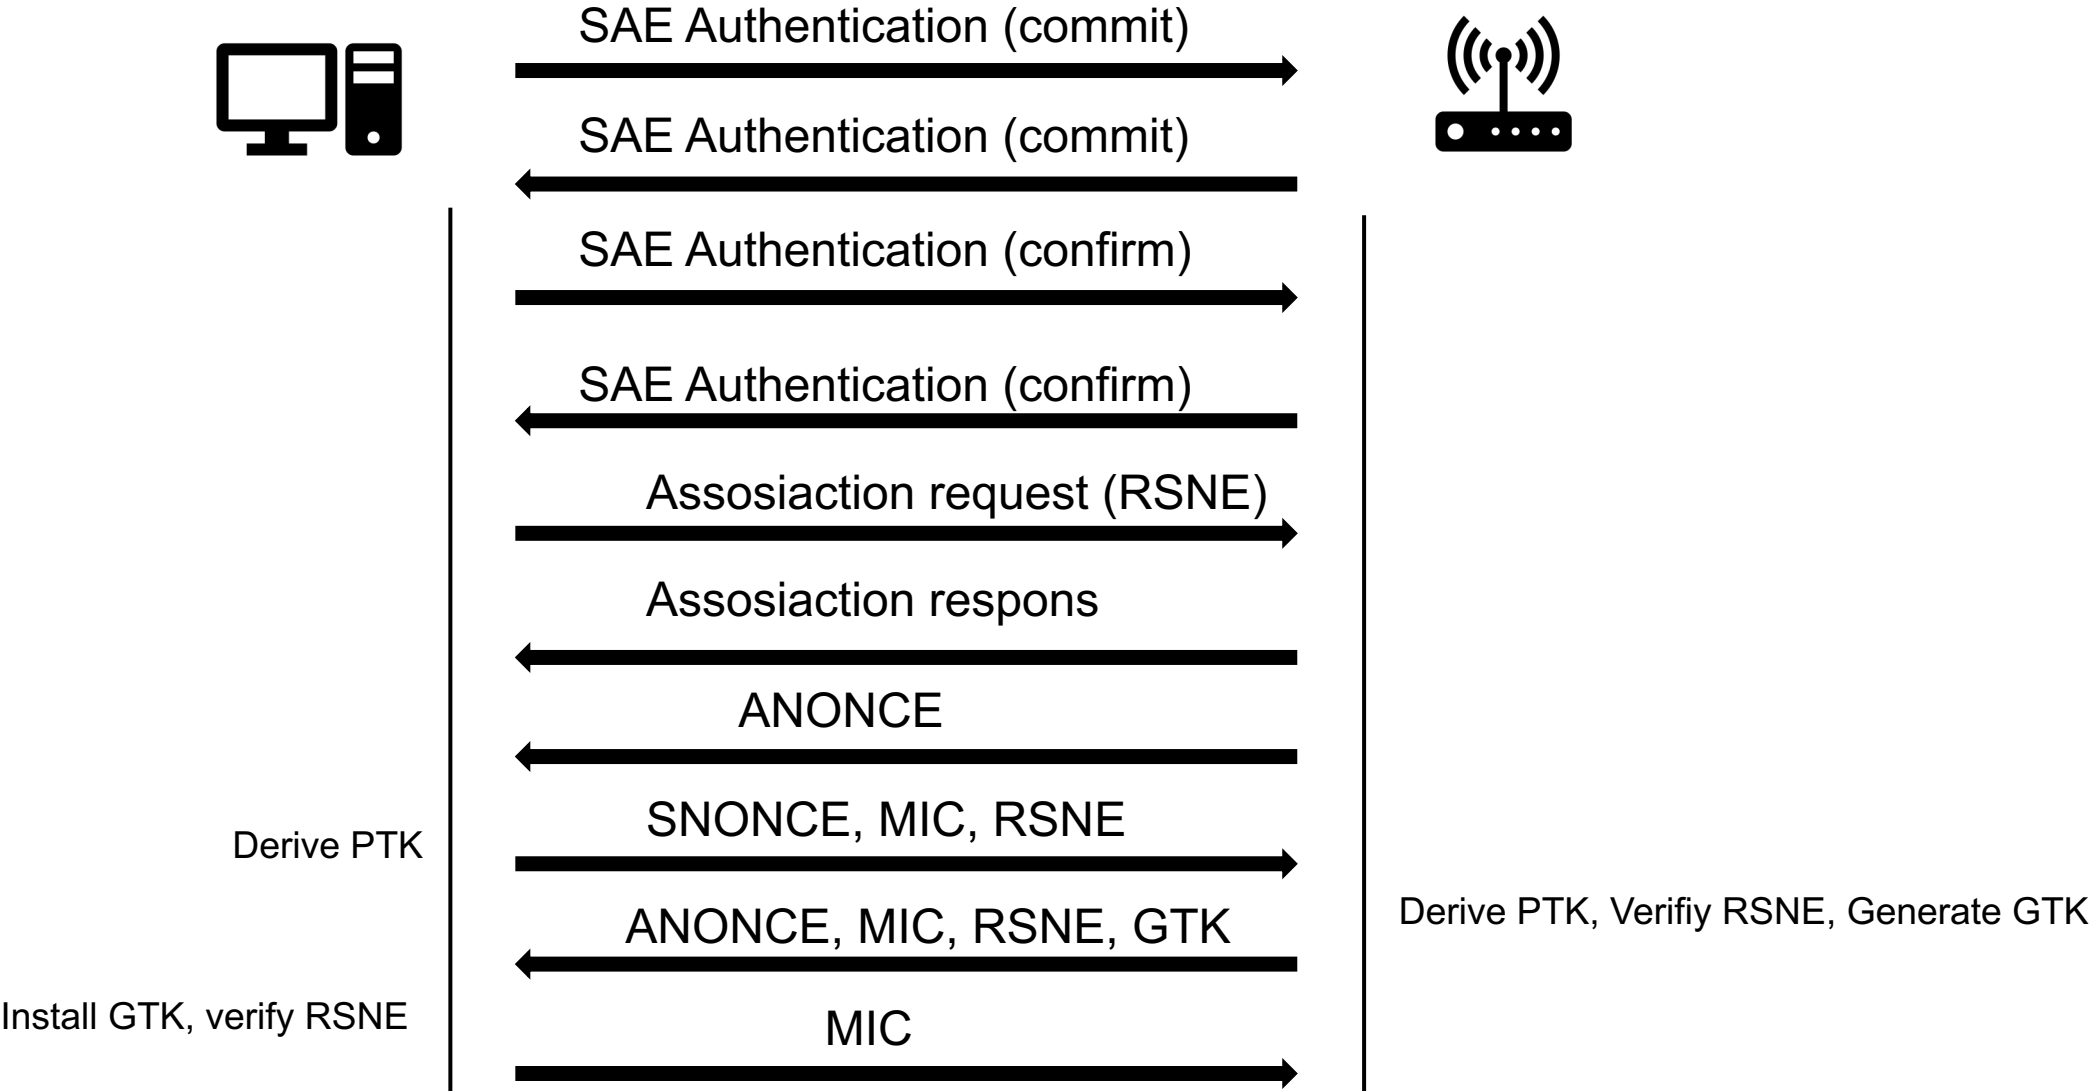 SAE Authentication (commit)
SAE Authentication (commit)
SAE Authentication (confirm)
SAE Authentication (confirm)
Assosiaction request (RSNE)
Assosiaction respons
ANONCE
SNONCE, MIC, RSNE
Derive PTK
ANONCE, MIC, RSNE, GTK
Derive PTK, Verifiy RSNE, Generate GTK
Install GTK, verify RSNE
MIC